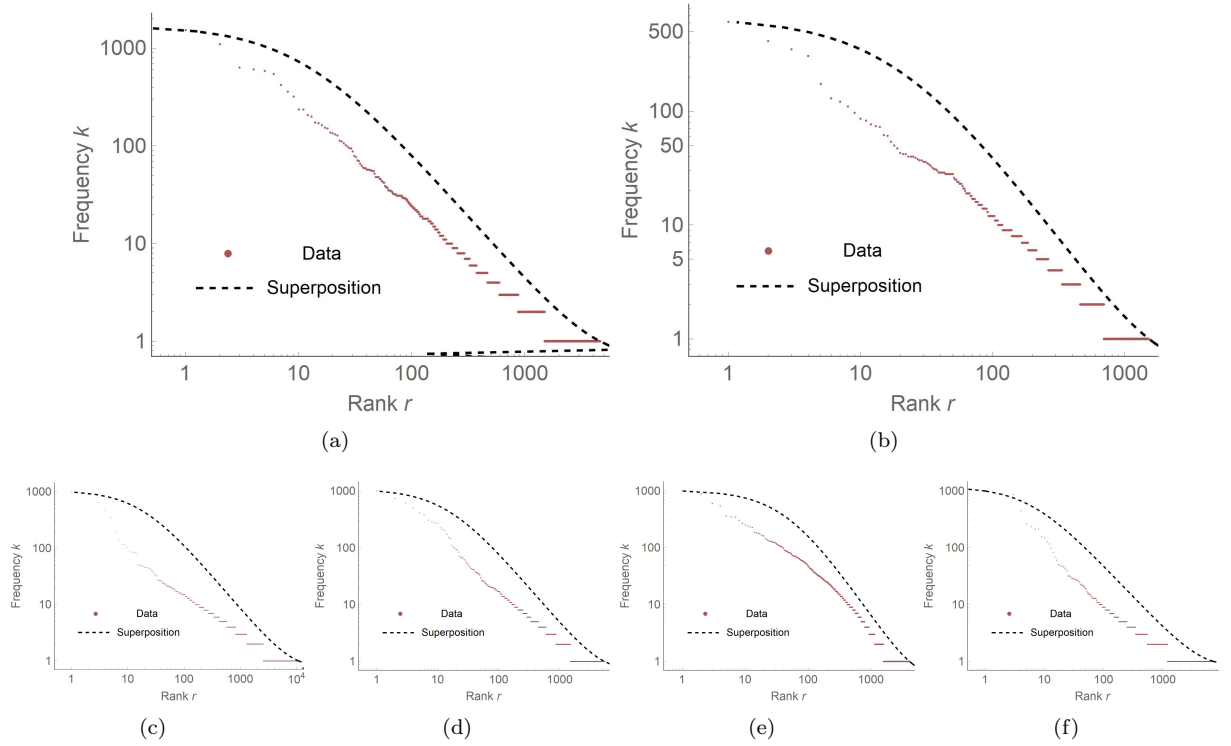 1000
100
10
1
Frequency k
Data
Superposition
1 10 100 1000
Rank r
(a)
500
100
50
10
5
1
Frequency k
Data
Superposition
1 10 100 1000
Rank r
(b)
1000
100
10
1
Frequency k
Data
Superposition
1 10 100 1000 10⁴
Rank r
(c)
1000
100
10
1
Frequency k
Data
Superposition
1 10 100 1000
Rank r
(d)
1000
100
10
1
Frequency k
Data
Superposition
1 10 100 1000
Rank r
(e)
1000
100
10
1
Frequency k
Data
Superposition
1 10 100 1000
Rank r
(f)